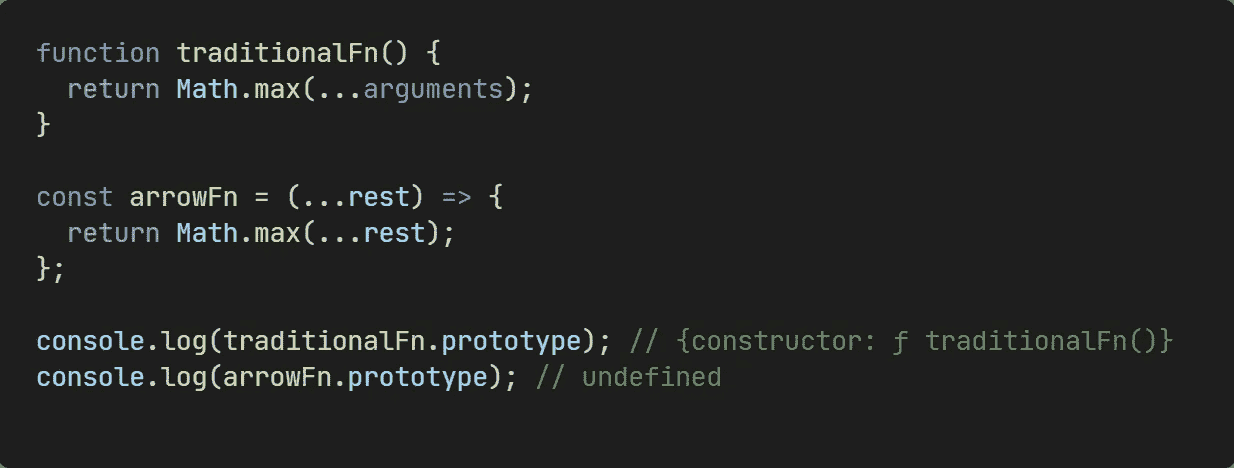 function traditionalFn() {
  return Math.max(...arguments);
}

const arrowFn = (...rest) => {
  return Math.max(...rest);
};

console.log(traditionalFn.prototype); // {constructor: ƒ traditionalFn()}
console.log(arrowFn.prototype); // undefined